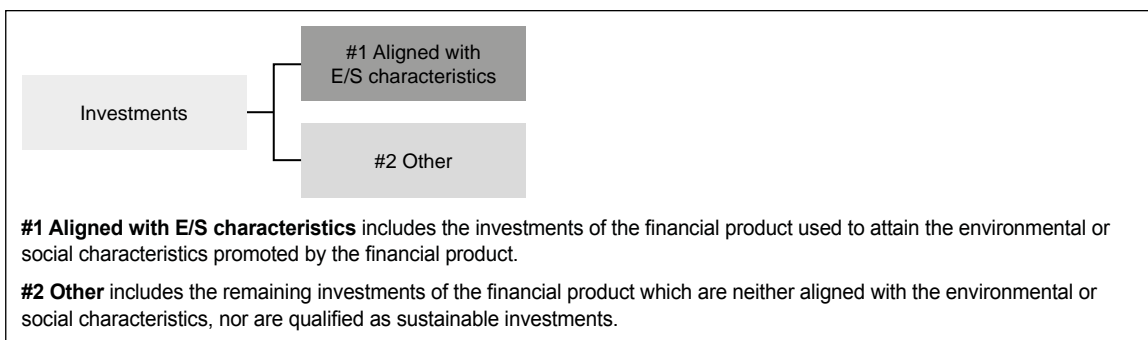 #1 Aligned with
E/S characteristics
Investments
#2 Other
#1 Aligned with E/S characteristics includes the investments of the financial product used to attain the environmental or
social characteristics promoted by the financial product.
#2 Other includes the remaining investments of the financial product which are neither aligned with the environmental or
social characteristics, nor are qualified as sustainable investments.